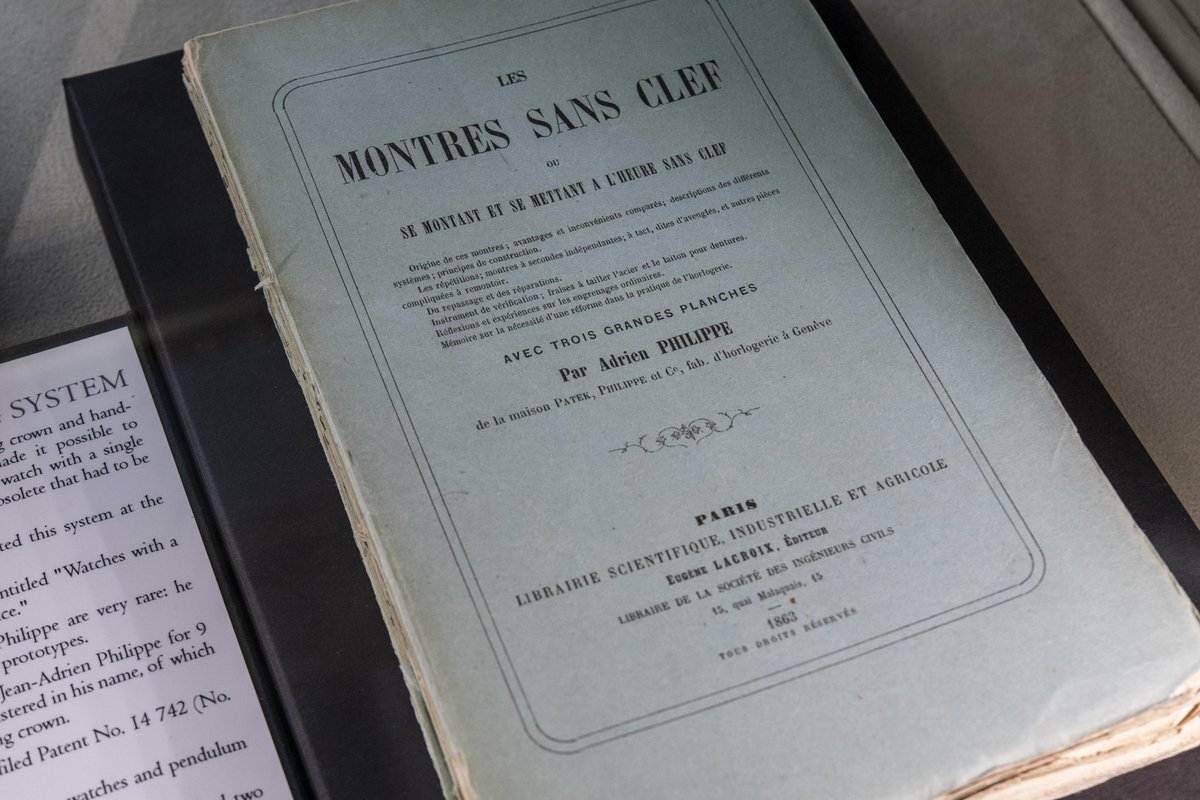 LES
MONTRES SANS CLEF
OU
SE MONTANT ET SE METTANT A L'HEURE SANS CLEF
Origine de ces montres; avantages et inconvénients comparés; descriptions des différents
systèmes; principes de construction.
Les répétitions; montres à secondes indépendantes; à tact, dites d'aveugles, et autres pièces
compliquées à remontoir.
Du repassage et des réparations.
Instrument de vérification; fraises à tailler l'acier et le laiton pour dentures.
Réflexions et expériences sur les engrenages ordinaires.
Mémoire sur la nécessité d'une réforme dans la pratique de l'horlogerie.
AVEC TROIS GRANDES PLANCHES
Par Adrien PHILIPPE
de la maison PATEK, PHILIPPE et Ce, fab. d'horlogerie à Genève
PARIS
LIBRAIRIE SCIENTIFIQUE, INDUSTRIELLE ET AGRICOLE
EUGÈNE LACROIX, ÉDITEUR
LIBRAIRE DE LA SOCIÉTÉ DES INGÉNIEURS CIVILS
15, quai Malaquais, 15
1863
TOUS DROITS RÉSERVÉS
SYSTEM
crown and hand-
made it possible to
watch with a single
obsolete that had to be
this system at the
entitled "Watches with a
Philippe are very rare: he
prototypes.
Jean-Adrien Philippe for 9
in his name, of which
crown.
filed Patent No. 14 742 (No.
watches and pendulum
two